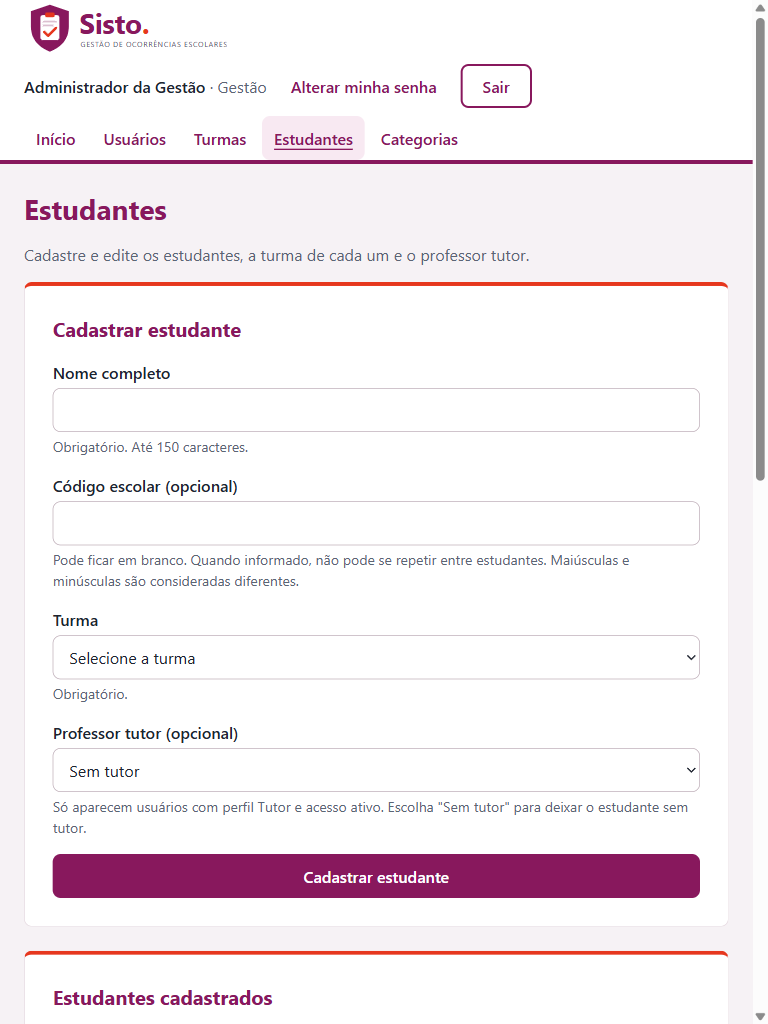 Sisto.
GESTÃO DE OCORRÊNCIAS ESCOLARES
Administrador da Gestão · Gestão
Alterar minha senha
Sair
Início
Usuários
Turmas
Estudantes
Categorias
Estudantes
Cadastre e edite os estudantes, a turma de cada um e o professor tutor.
Cadastrar estudante
Nome completo
Obrigatório. Até 150 caracteres.
Código escolar (opcional)
Pode ficar em branco. Quando informado, não pode se repetir entre estudantes. Maiúsculas e
minúsculas são consideradas diferentes.
Turma
Selecione a turma
Obrigatório.
Professor tutor (opcional)
Sem tutor
Só aparecem usuários com perfil Tutor e acesso ativo. Escolha "Sem tutor" para deixar o estudante sem
tutor.
Cadastrar estudante
Estudantes cadastrados